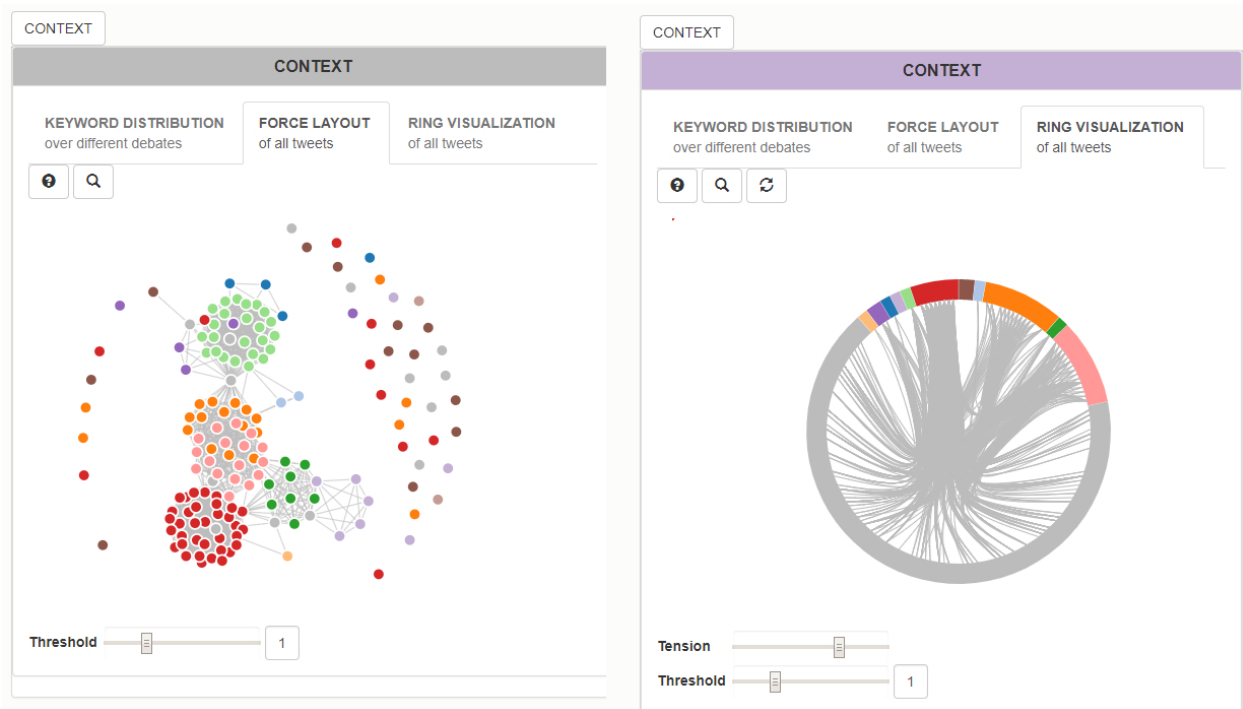 CONTEXT
CONTEXT
KEYWORD DISTRIBUTION
over different debates
FORCE LAYOUT
of all tweets
RING VISUALIZATION
of all tweets
Threshold
1
CONTEXT
CONTEXT
KEYWORD DISTRIBUTION
over different debates
FORCE LAYOUT
of all tweets
RING VISUALIZATION
of all tweets
Tension
Threshold
1